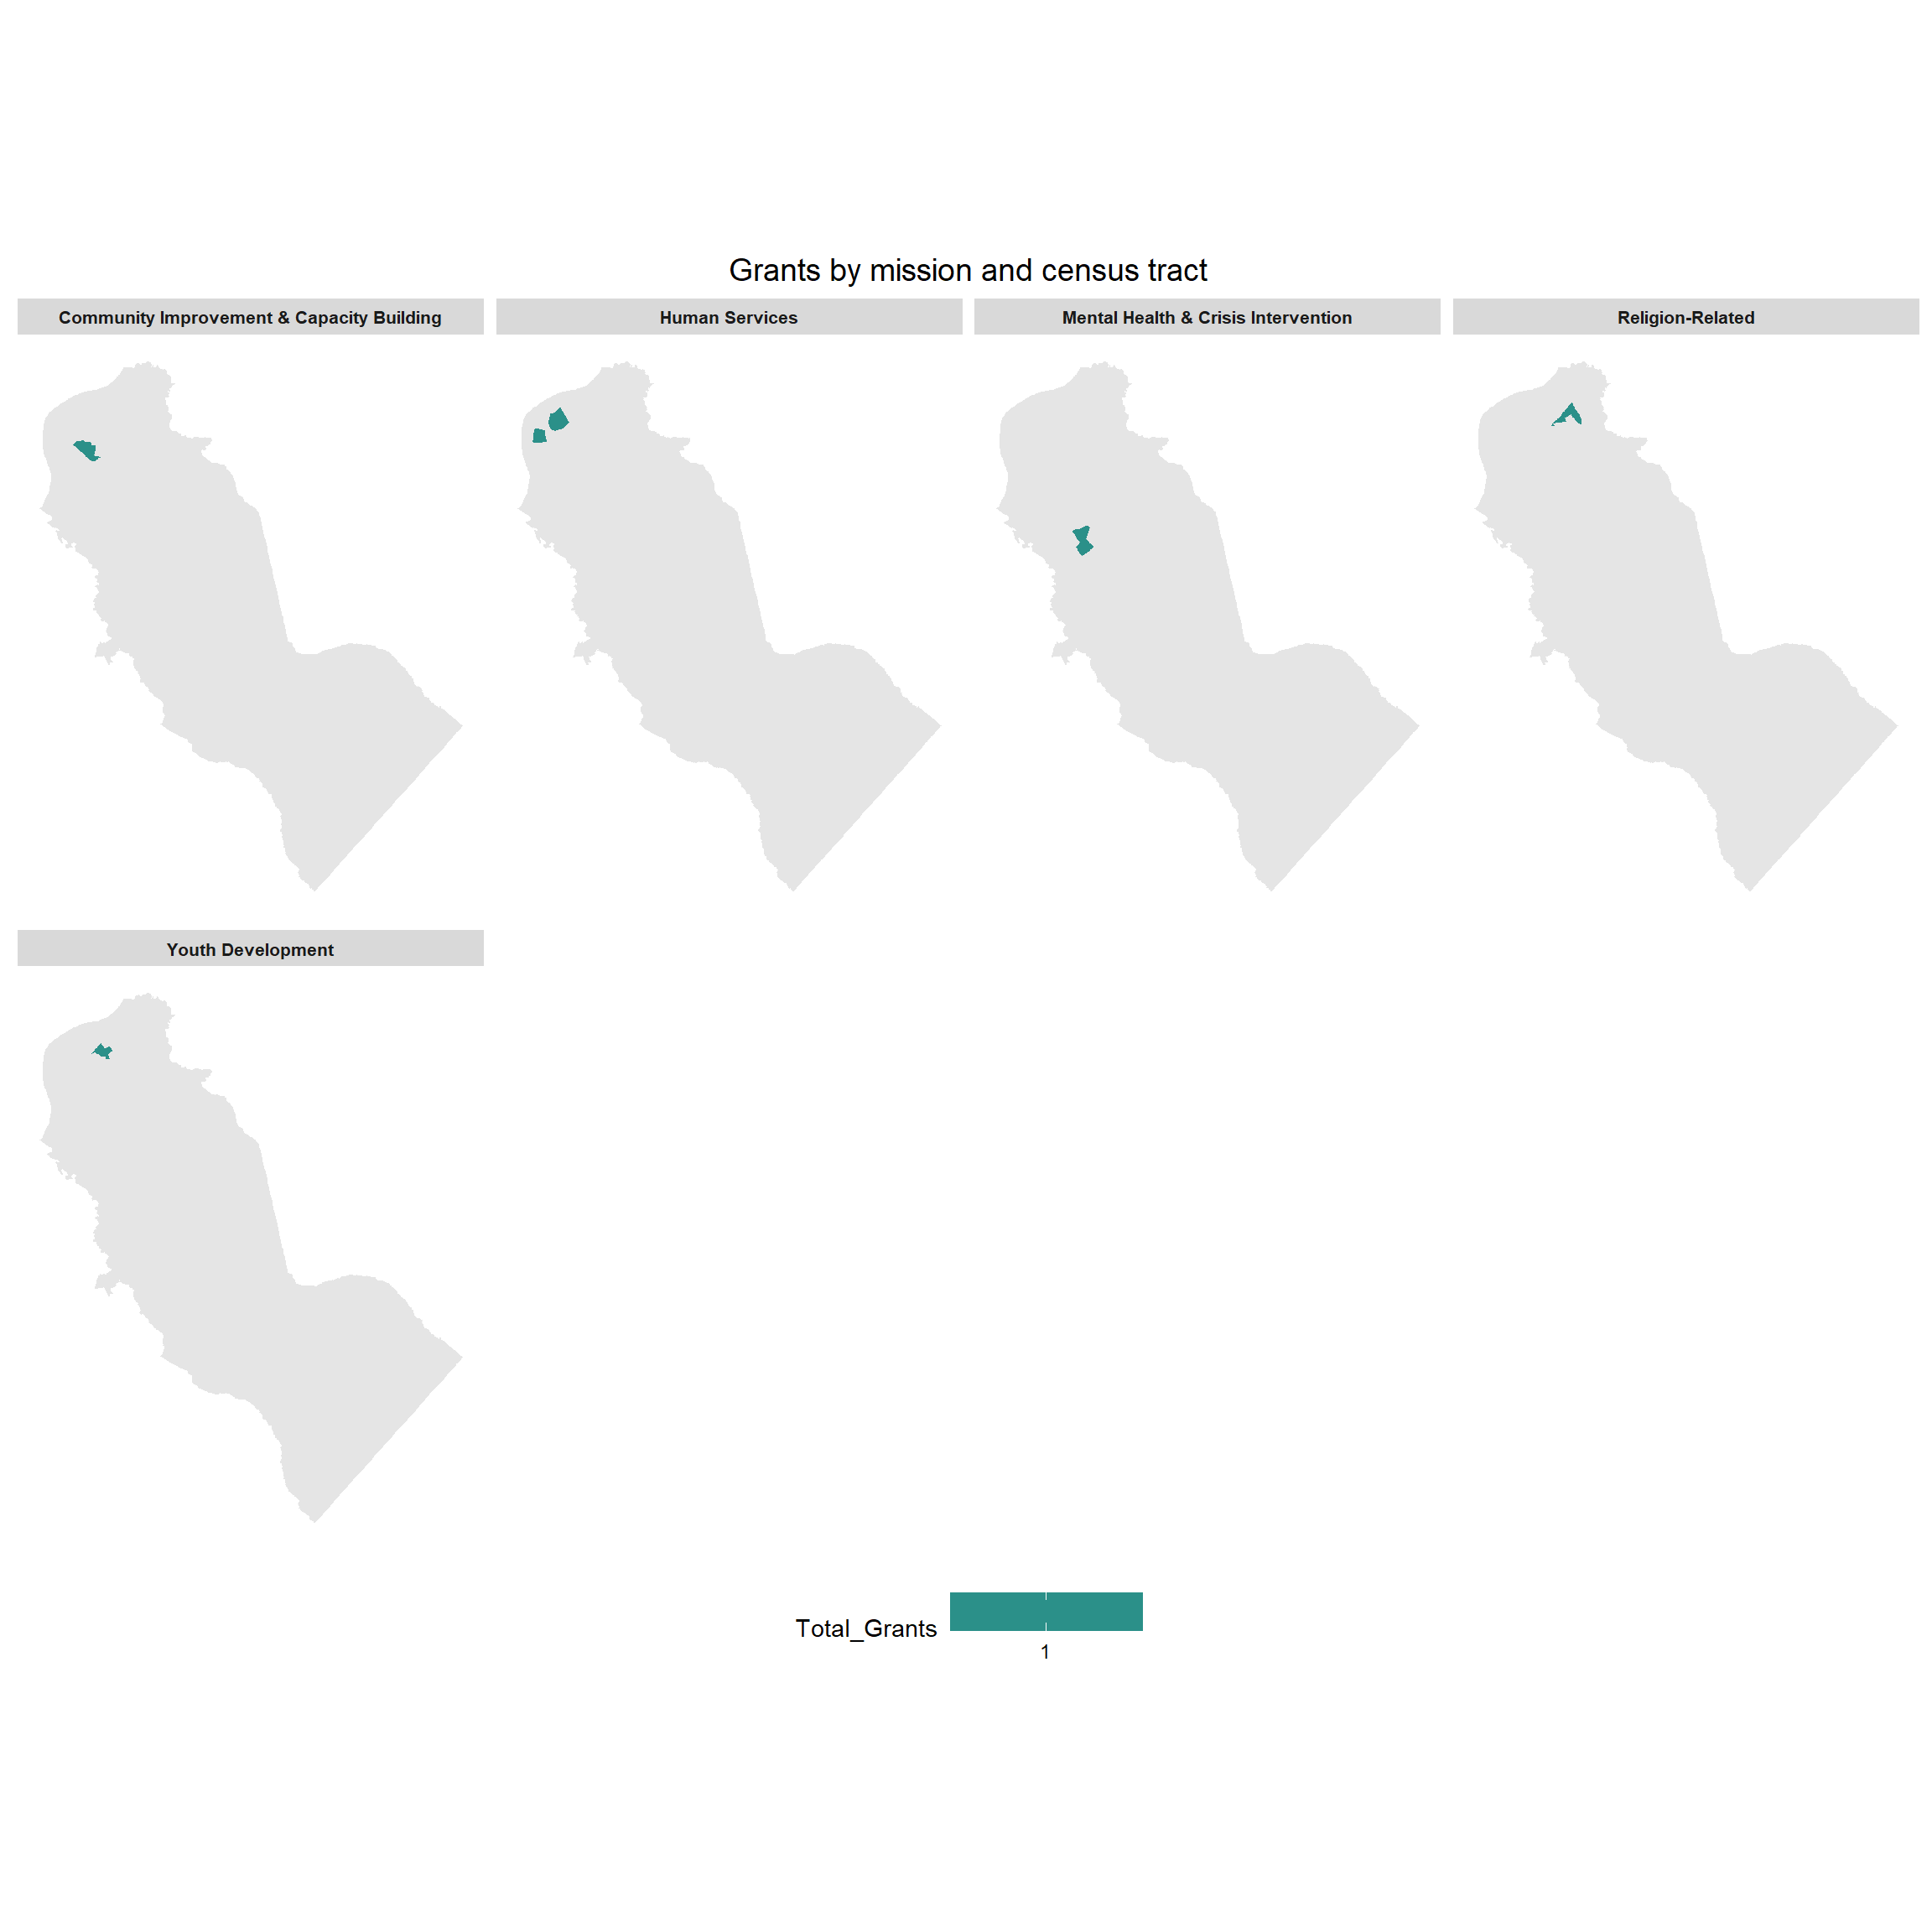 Grants by mission and census tract
Community Improvement & Capacity Building
Human Services
Mental Health & Crisis Intervention
Religion-Related
Youth Development
Total_Grants
1